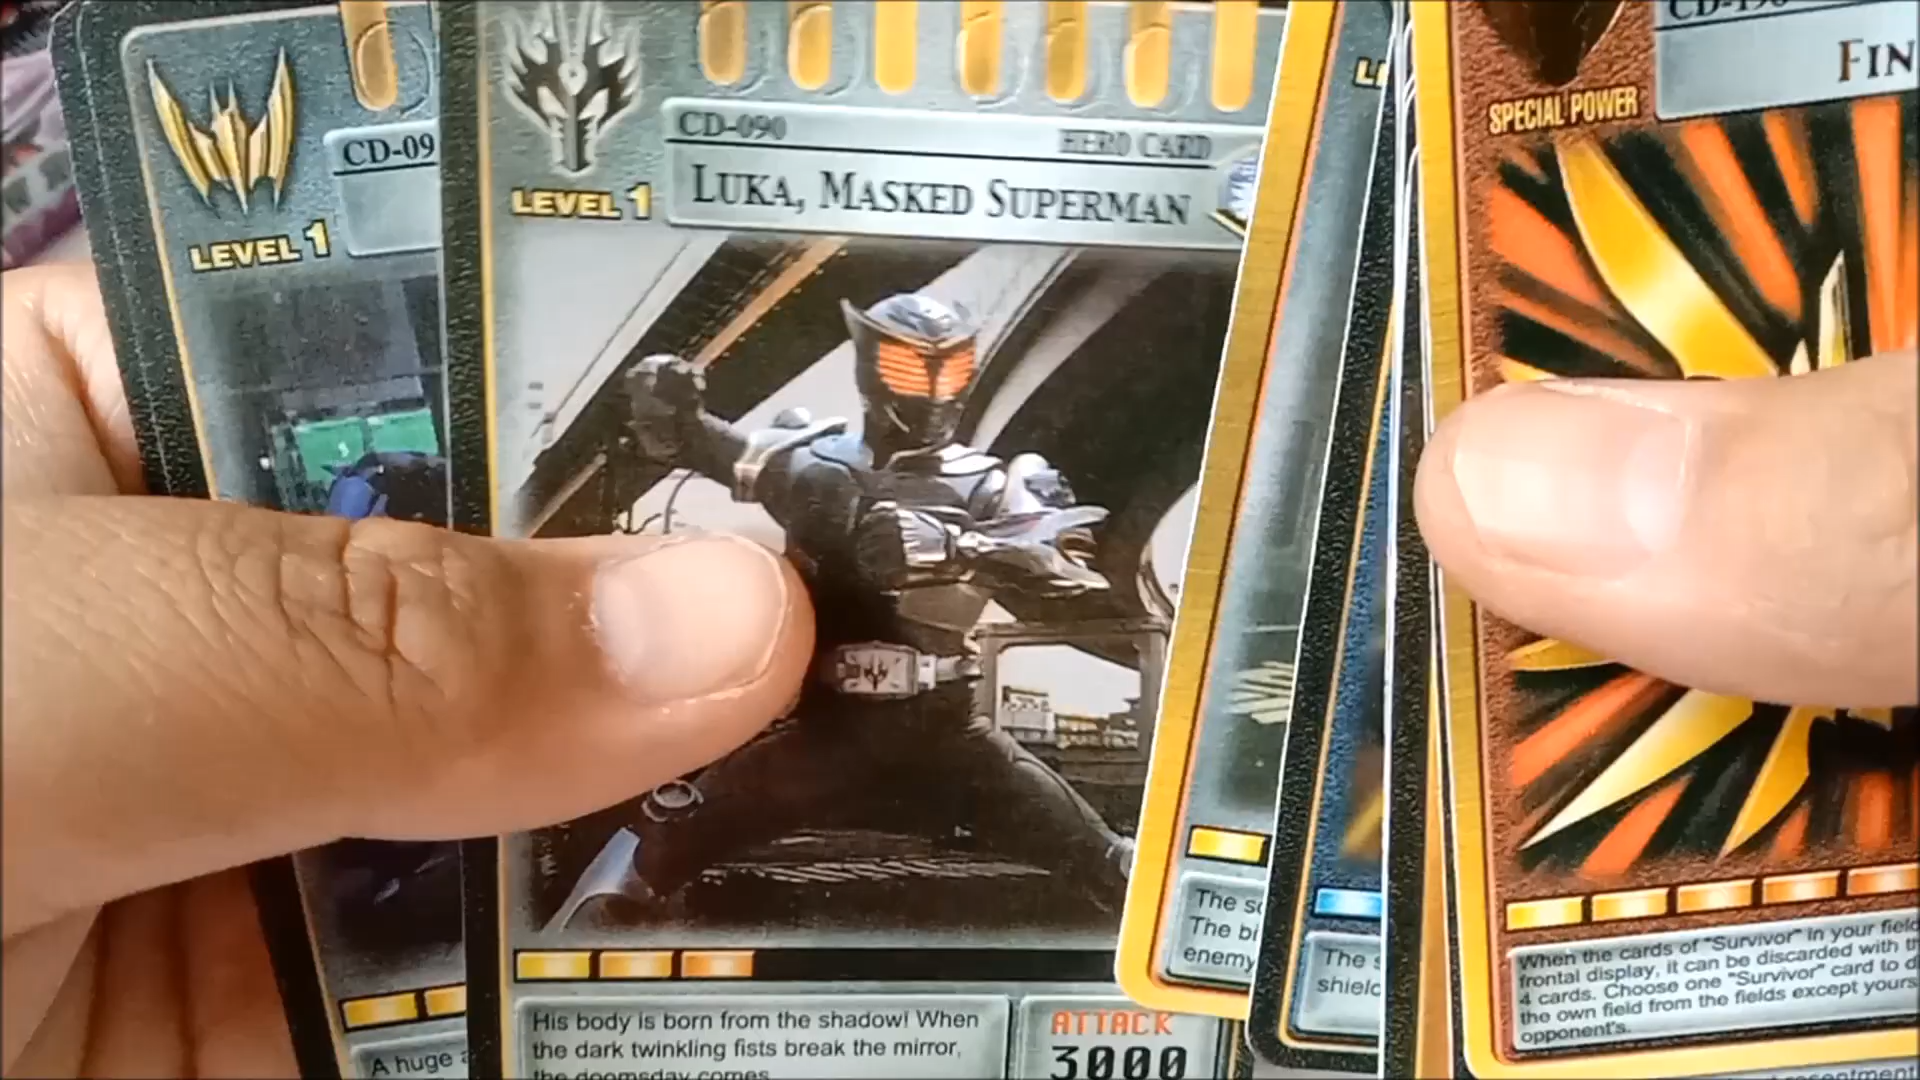 LEVEL 1
CD-09
A huge
CD-090
HERO CARD
LEVEL 1
LUKA, MASKED SUPERMAN
His body is born from the shadow! When
the dark twinkling fists break the mirror,
the doomsday comes
ATTACK
3000
The
The bi
enemy
The s
shield
SPECIAL POWER
FIN
When the cards of "Survivor" in your field
frontal display, it can be discarded with th
4 cards. Choose one "Survivor" card to d
the own field from the fields except yours
opponent's.